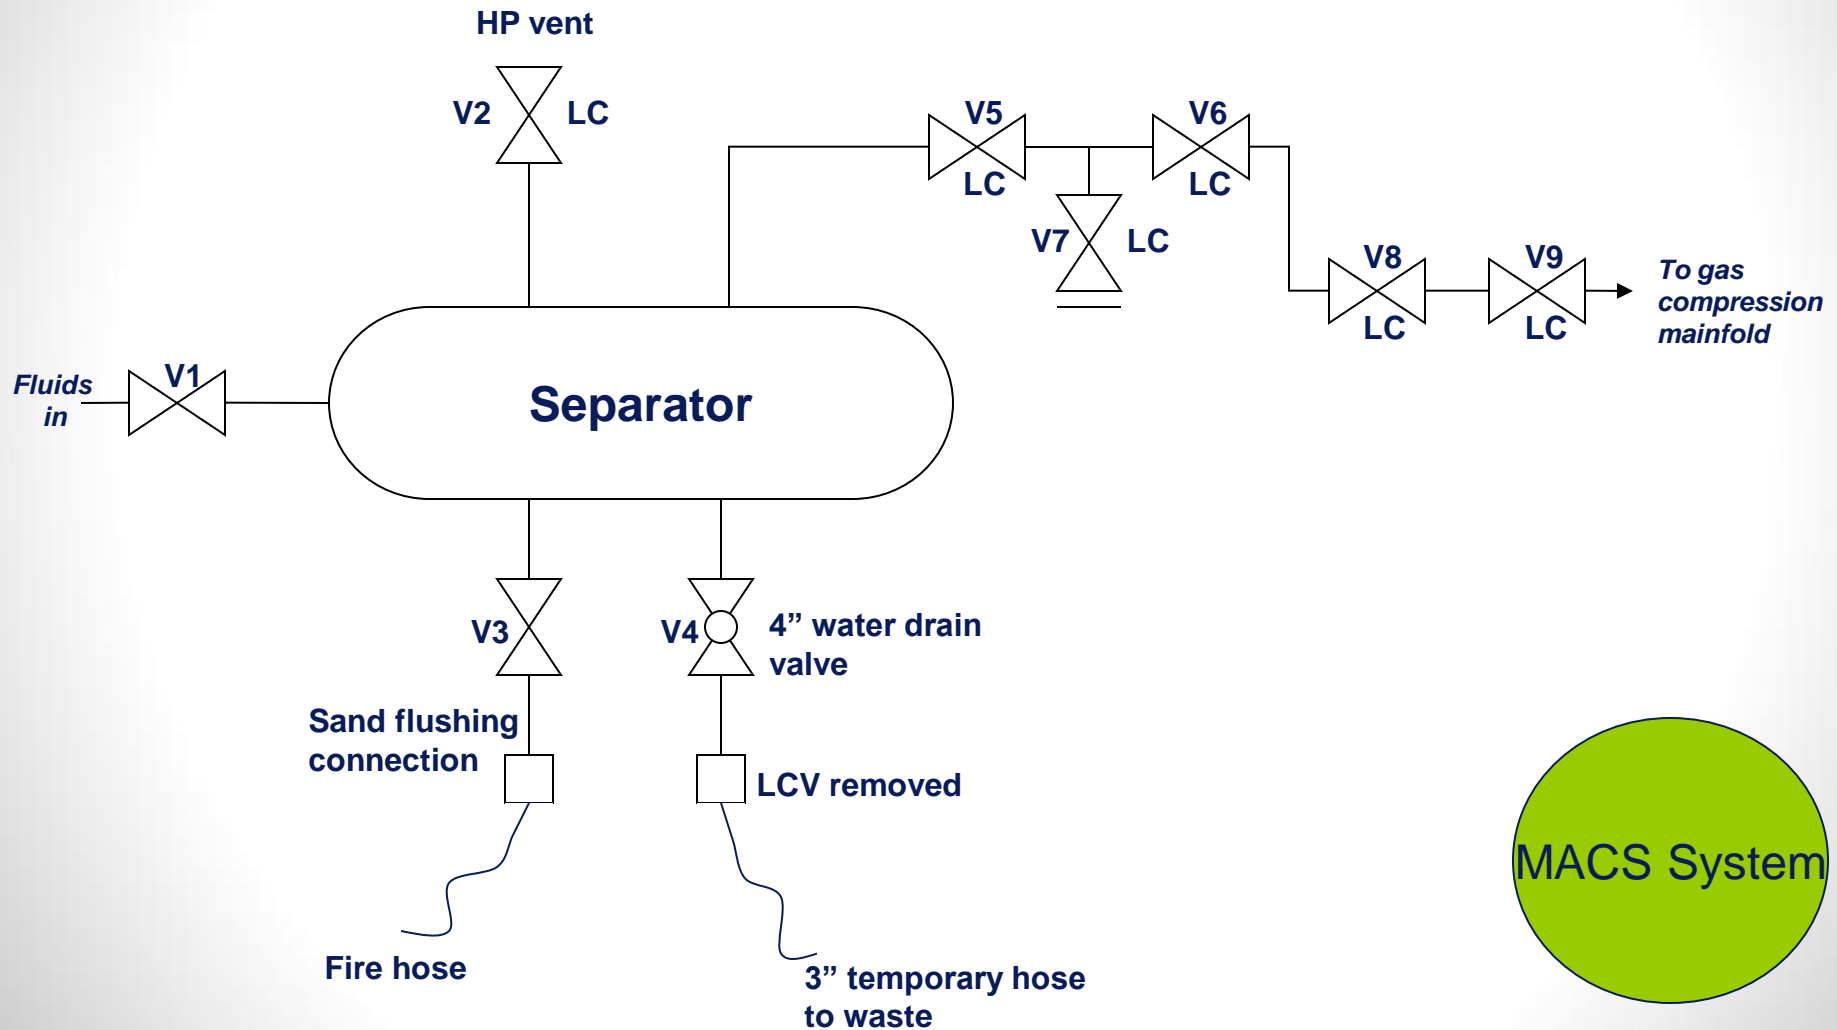 HP vent
V2
LC
V5
LC
V6
LC
V7
LC
V8
LC
V9
LC
To gas
compression
mainfold
Fluids
in
V1
Separator
V3
V4
4” water drain
valve
Sand flushing
connection
LCV removed
Fire hose
3” temporary hose
to waste
MACS System